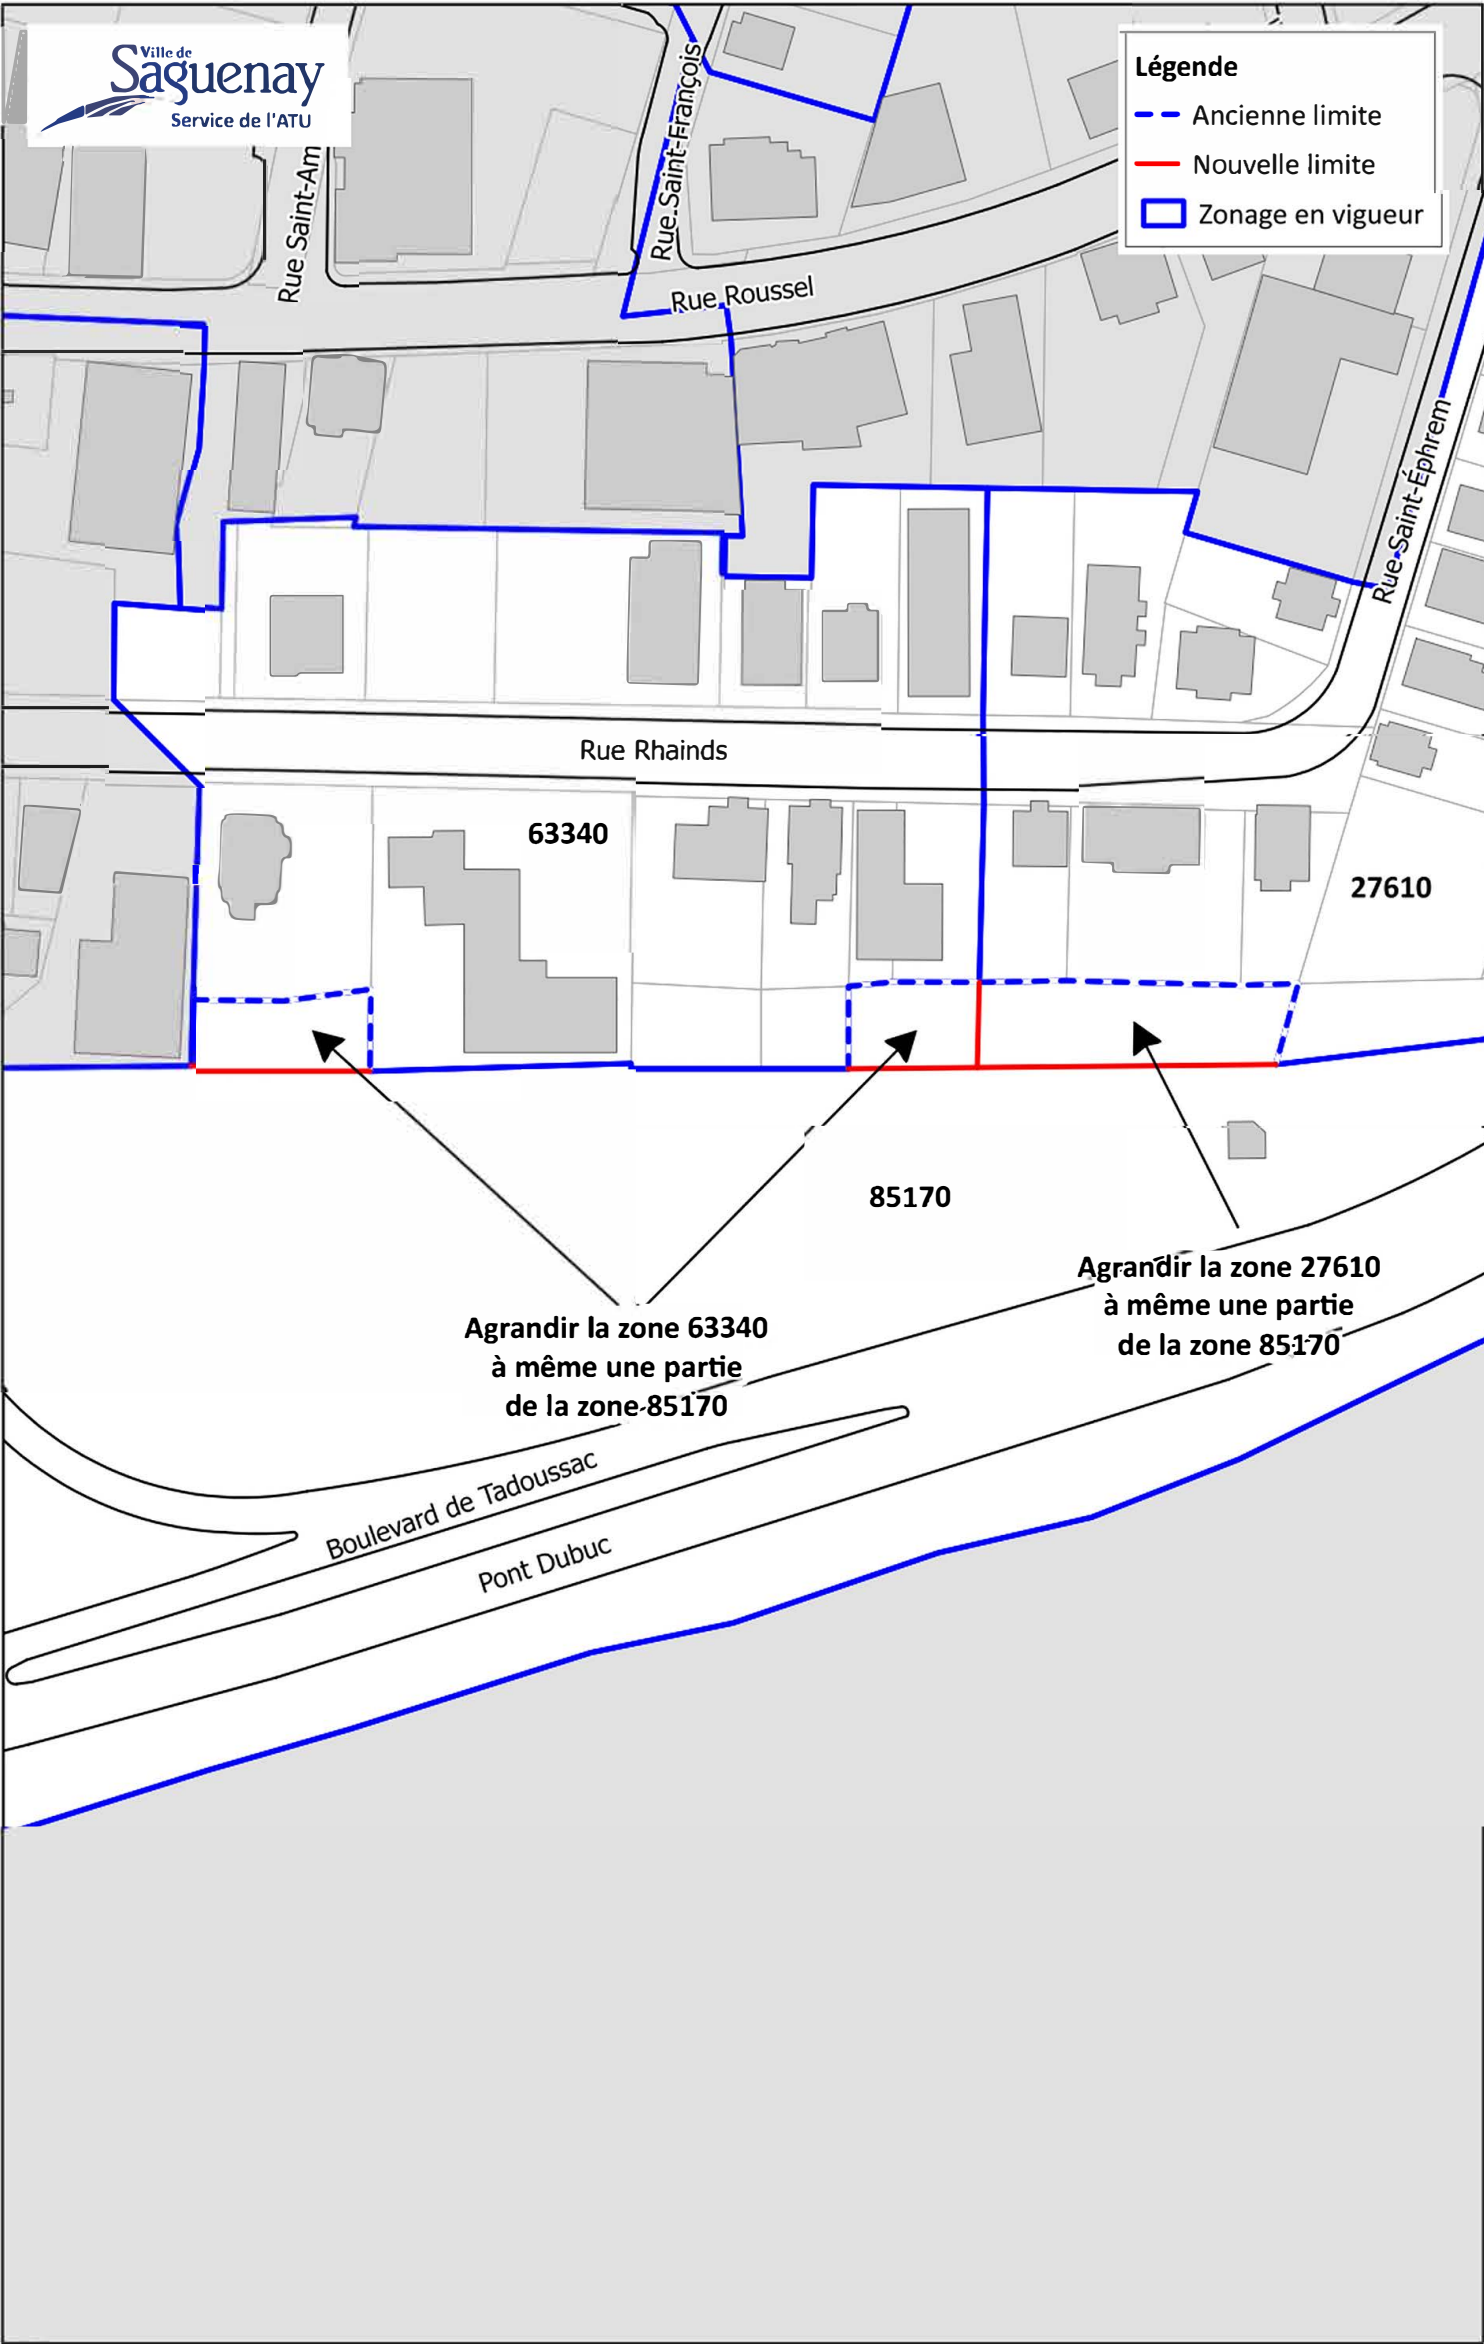 Ville de
Saguenay
Service de l'ATU
Légende
Ancienne limite
Nouvelle limite
Zonage en vigueur
Rue Saint-Am
Rue Saint-François
Rue Roussel
Rue Saint-Éphrem
Rue Rhainds
63340
27610
85170
Agrandir la zone 27610
à même une partie
de la zone 85170
Agrandir la zone 63340
à même une partie
de la zone 85170
Boulevard de Tadoussac
Pont Dubuc